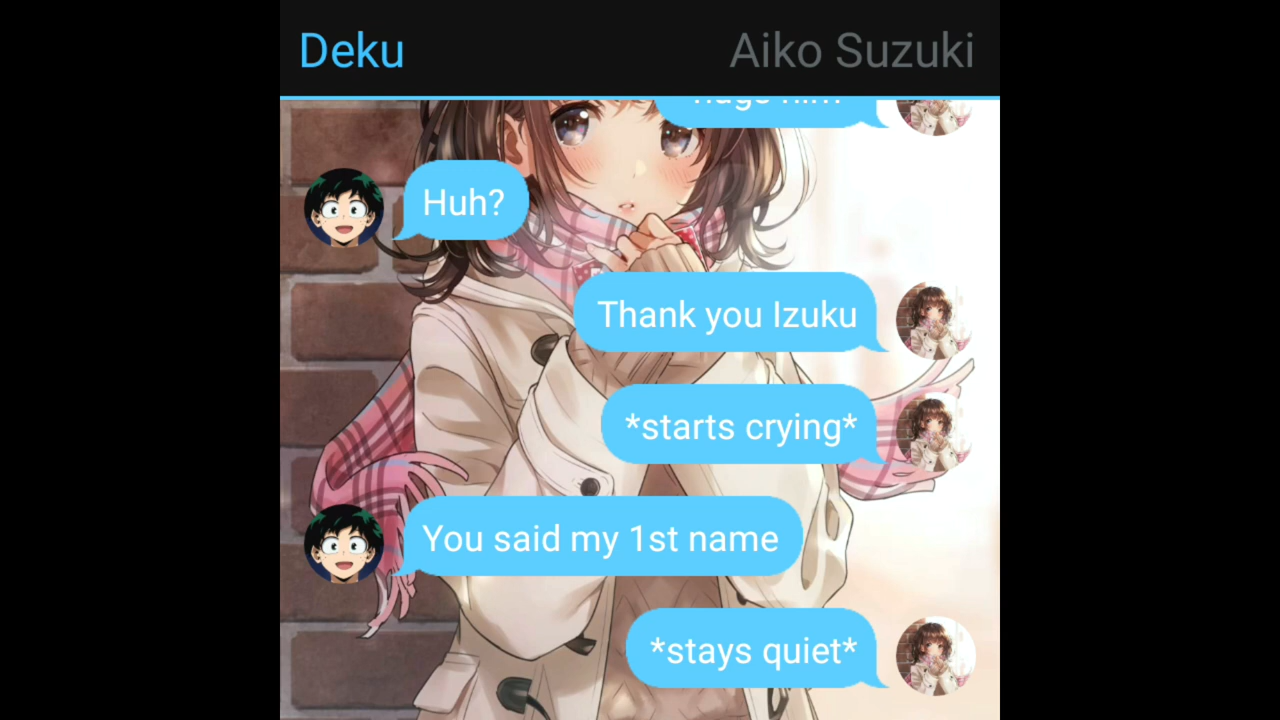 Deku
Aiko Suzuki
Huh?
Thank you Izuku
*starts crying*
You said my 1st name
*stays quiet*